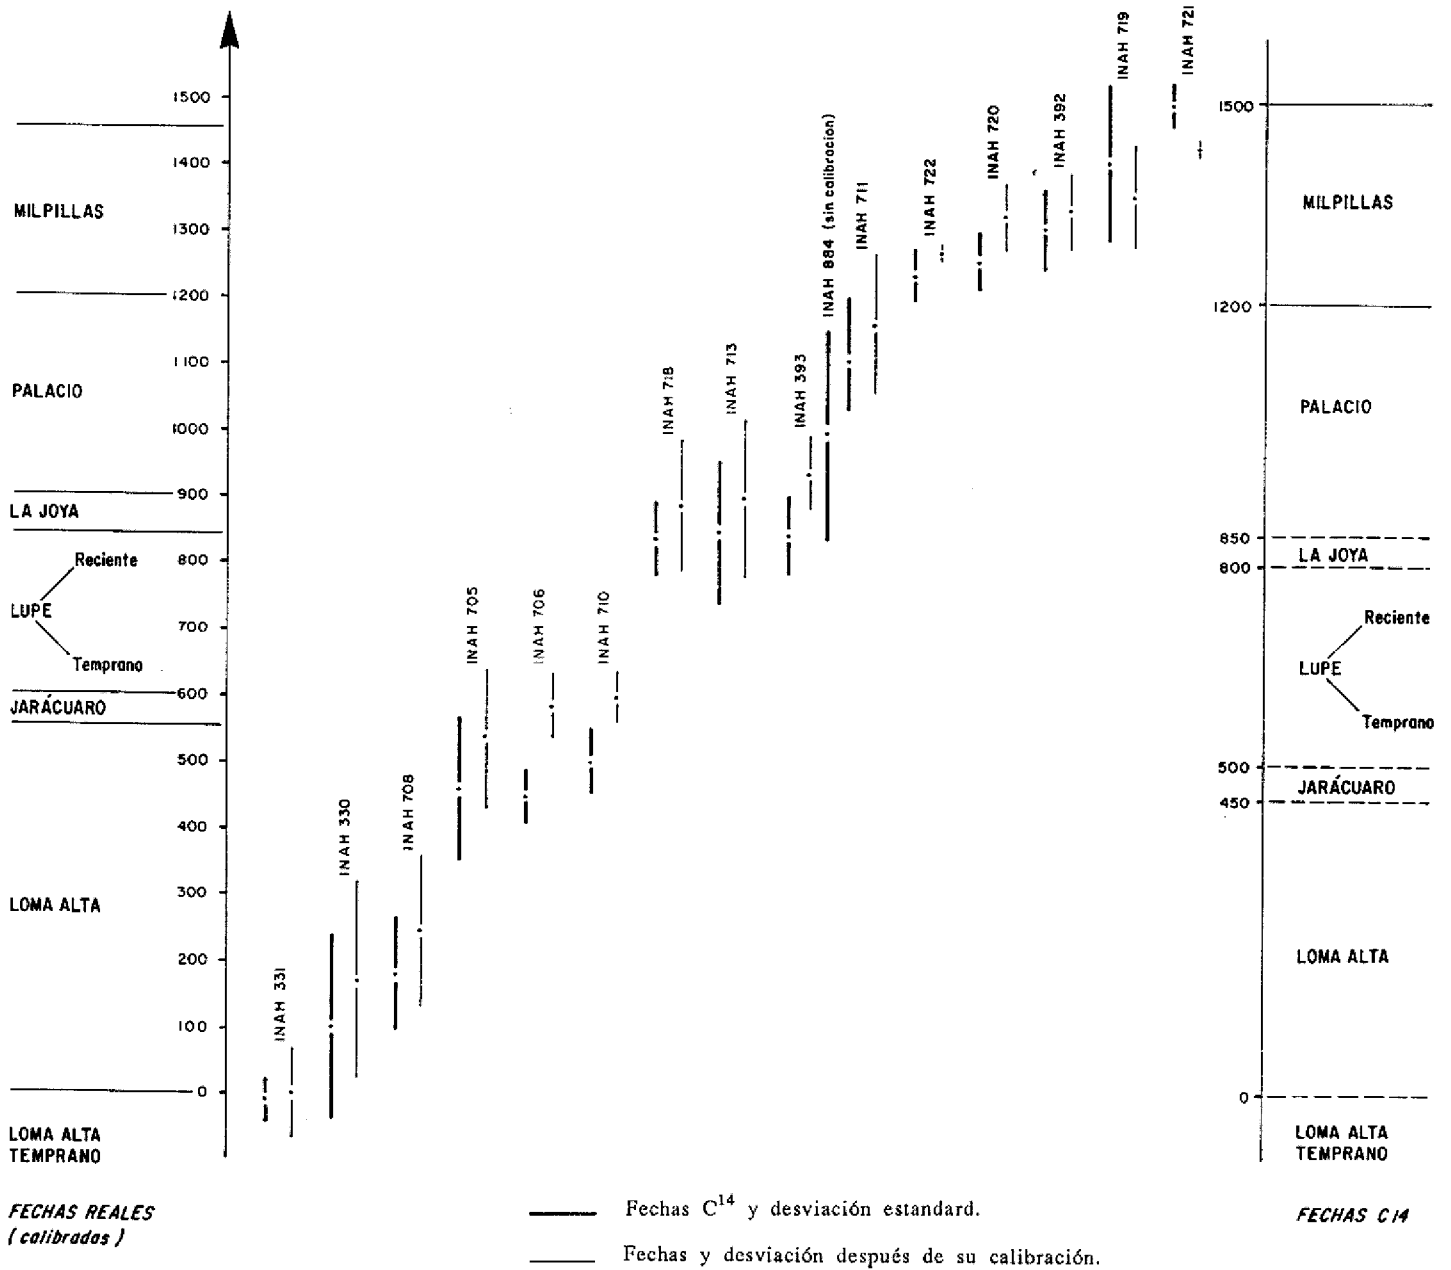 1500
1400
MILPILLAS
1300
1200
1100
PALACIO
1000
900
LA JOYA
800
Reciente
LUPE
700
Temprano
600
JARÁCUARO
500
400
300
LOMA ALTA
200
100
0
LOMA ALTA
TEMPRANO
FECHAS REALES
(calibradas)
INAH 331
INAH 330
INAH 708
INAH 705
INAH 706
INAH 710
INAH 718
INAH 713
INAH 393
INAH 884 (sin calibracion)
INAH 711
INAH 722
INAH 720
INAH 392
INAH 719
INAH 721
1500
MILPILLAS
1200
PALACIO
850
LA JOYA
800
Reciente
LUPE
Temprano
500
JARÁCUARO
450
LOMA ALTA
0
LOMA ALTA
TEMPRANO
FECHAS C14
Fechas C14 y desviación estandard.
Fechas y desviación después de su calibración.